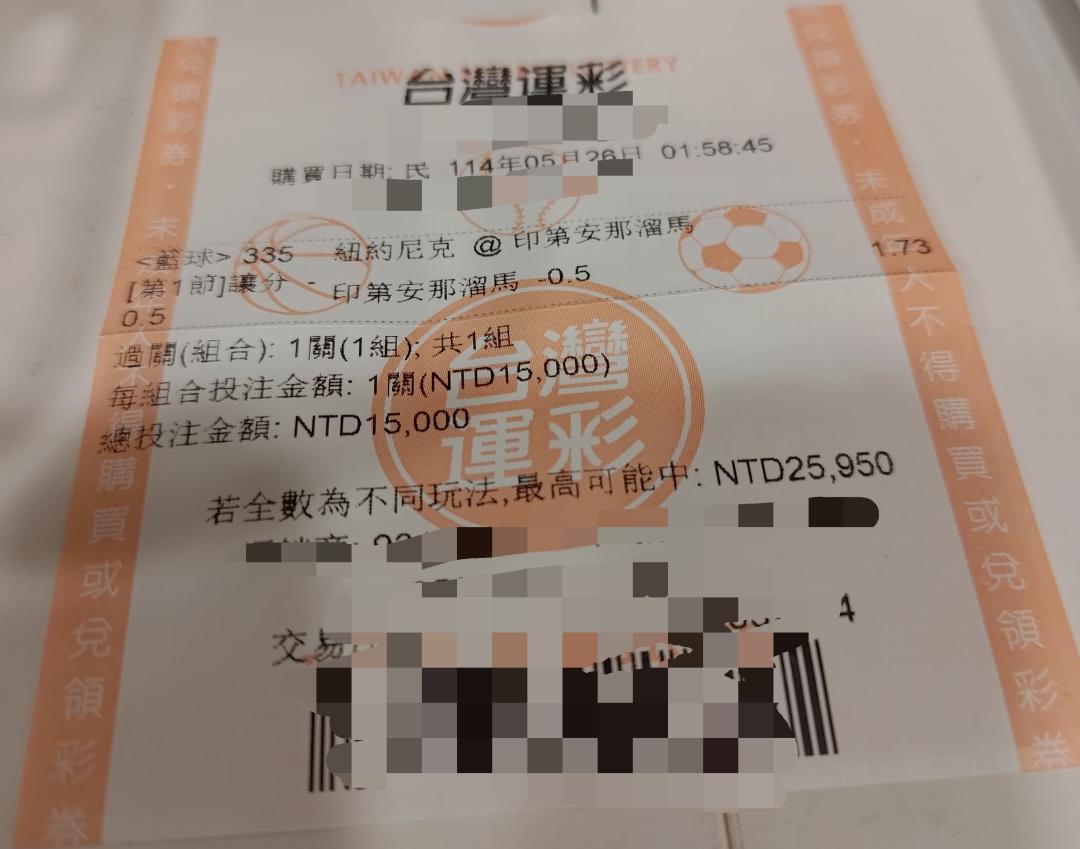 TAIWAN SPORTS LOTTERY
台灣運彩
購買日期: 民 114年05月26日 01:58:45
<籃球> 335 紐約尼克 @ 印第安那溜馬
[第1節]讓分 - 印第安那溜馬 -0.5 1.73
0.5
過關(組合): 1關(1組); 共1組
每組合投注金額: 1關(NTD15,000)
總投注金額: NTD15,000
台灣
運彩
若全數為不同玩法,最高可能中: NTD25,950
交易
4
兌領彩券．未成年人不得購買或兌領彩券
兌領彩券．未成年人不得購買或兌領彩券